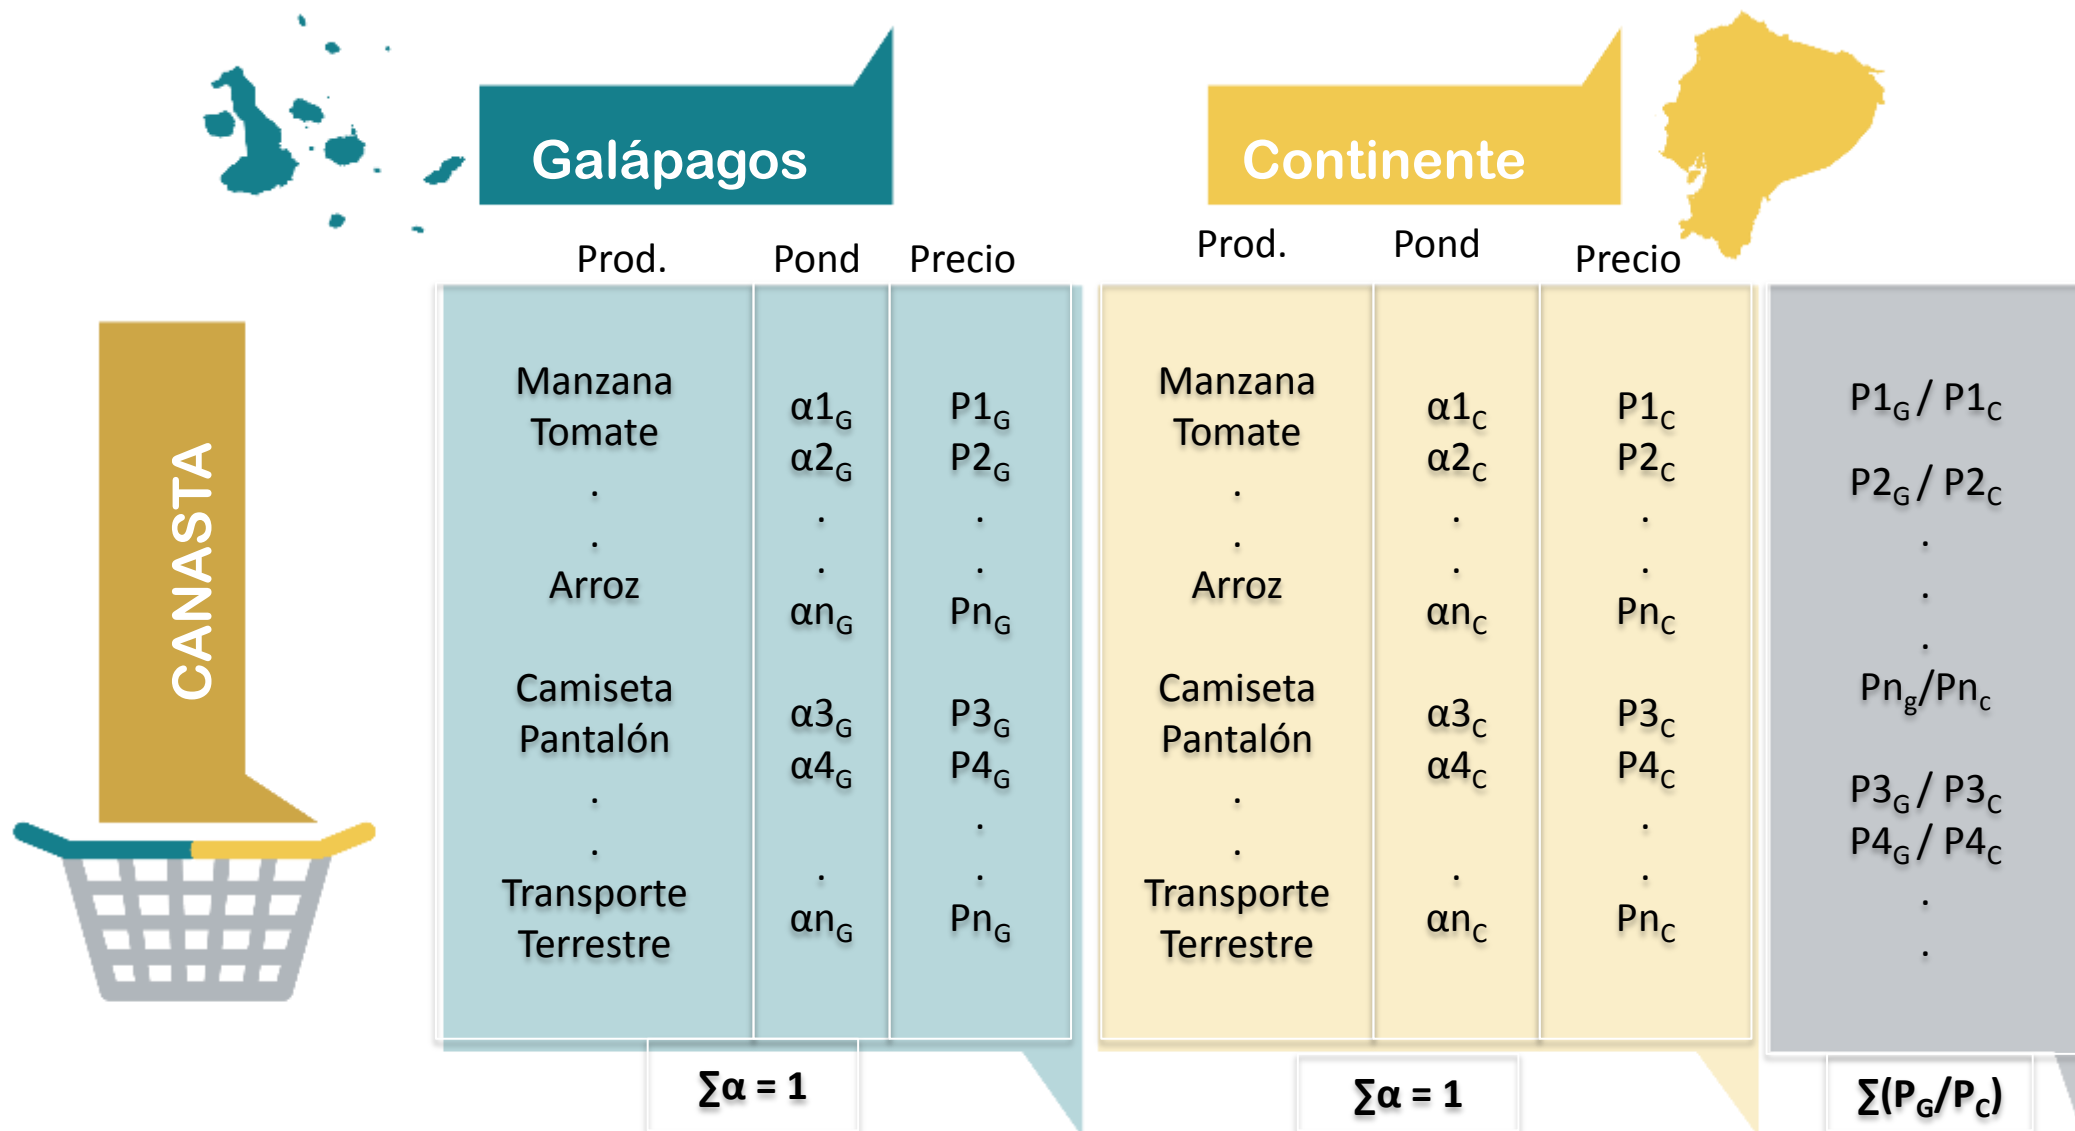 Galápagos
Continente
Prod.
Pond
Precio
Prod.
Pond
Precio
CANASTA
Manzana
Tomate
.
.
Arroz
Camiseta
Pantalón
.
.
Transporte
Terrestre
α1G
α2G
.
.
αnG
α3G
α4G
.
αnG
P1G
P2G
.
.
PnG
P3G
P4G
.
.
PnG
Manzana
Tomate
.
.
Arroz
Camiseta
Pantalón
.
.
Transporte
Terrestre
α1C
α2C
.
.
αnC
α3C
α4C
.
αnC
P1C
P2C
.
.
PnC
P3C
P4C
.
.
PnC
P1G / P1C
P2G / P2C
.
.
.
Png/Pnc
P3G / P3C
P4G / P4C
.
.
∑α = 1
∑α = 1
∑(PG/PC)